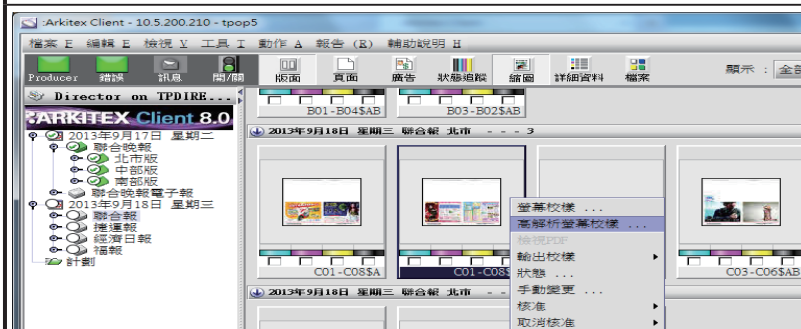 :Arkitex Client - 10.5.200.210 - tpop5
檔案 F 編輯 E 檢視 V 工具 T 動作 A 報告 (R) 輔助說明 H
Producer 錯誤 訊息 開/關 版面 頁面 廣告 狀態追蹤 縮圖 詳細資料 檔案 顯示 : 全部
Director on TPDIRE...
ARKITEX Client 8.0
2013年9月17日 星期二
聯合晚報
北市版
中部版
南部版
聯合晚報電子報
2013年9月18日 星期三
聯合報
捷運報
經濟日報
福報
計劃
B01-B04$AB B03-B02$AB
2013年9月18日 星期三 聯合報 北市 - - - 3
C01-C08$A C01-C08$ C03-C06$AB
2013年9月18日 星期三 聯合報 北市 - -
螢幕校樣 ...
高解析螢幕校樣 ...
檢視PDF
輸出校樣
狀態 ...
手動變更 ...
核准
取消核准